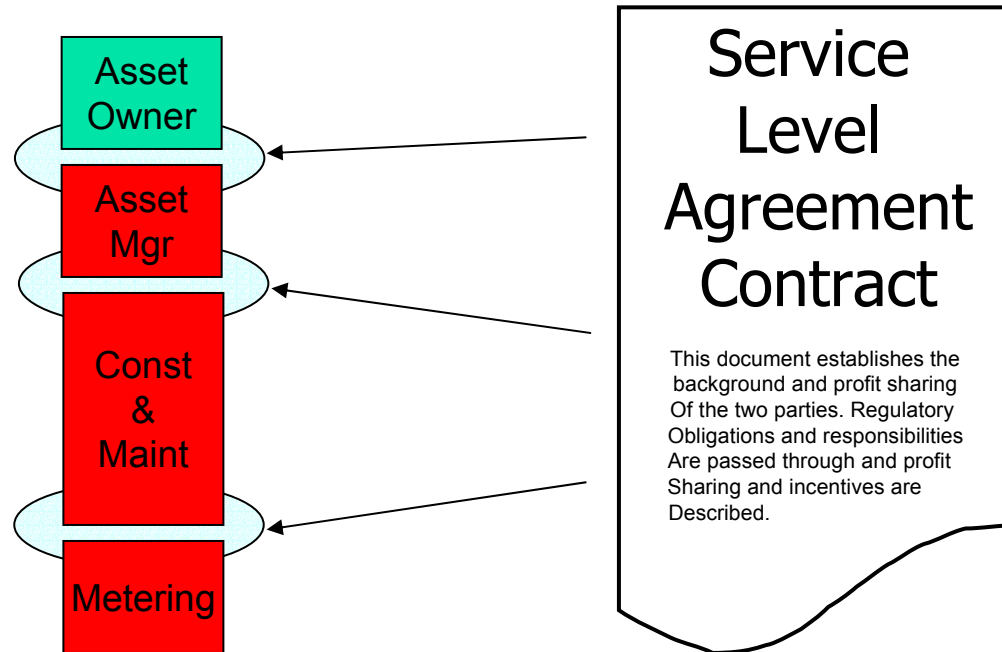 Asset
Owner
Asset
Mgr
Const
&
Maint
Metering
Service
Level
Agreement
Contract
This document establishes the
background and profit sharing
Of the two parties. Regulatory
Obligations and responsibilities
Are passed through and profit
Sharing and incentives are
Described.